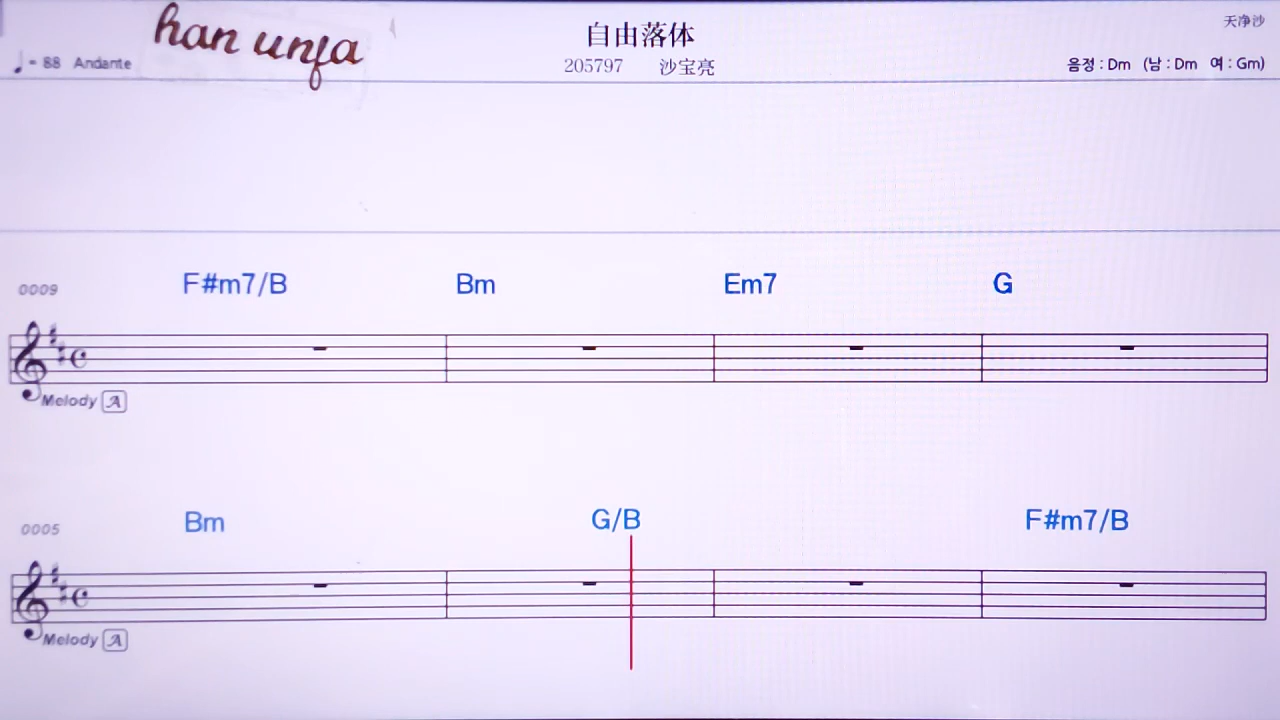 han unfa
自由落体
天净沙
♩= 88 Andante
205797 沙宝亮
음정 : Dm (남 : Dm 여 : Gm)
0009 F#m7/B Bm Em7 G
Melody A
0005 Bm G/B F#m7/B
Melody A